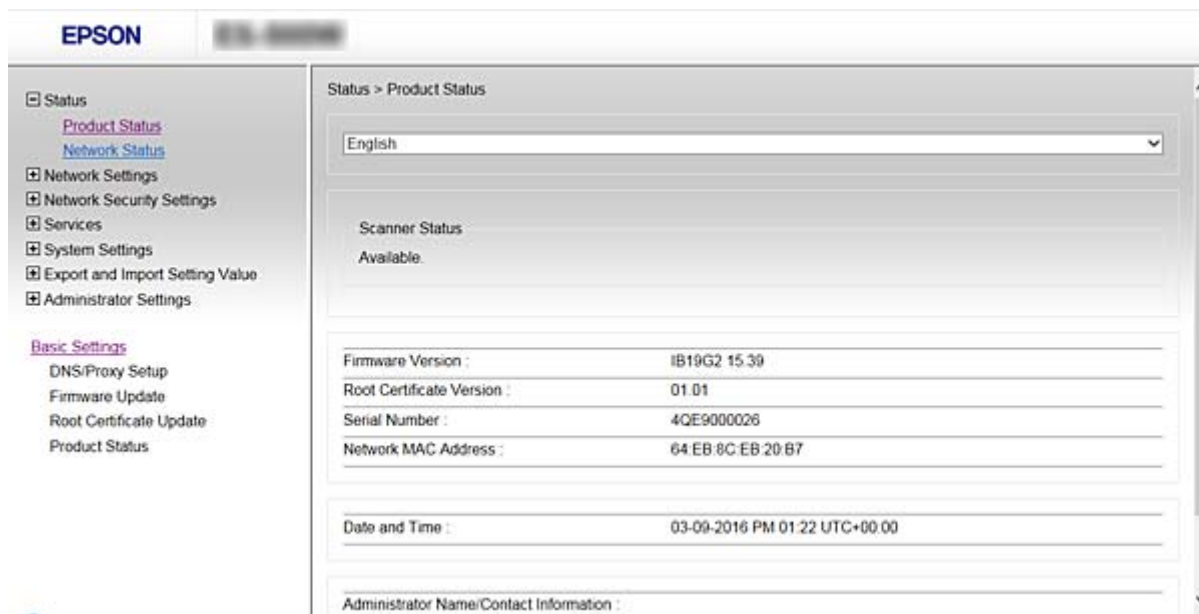 EPSON
Status
Product Status
Network Status
Network Settings
Network Security Settings
Services
System Settings
Export and Import Setting Value
Administrator Settings
Basic Settings
DNS/Proxy Setup
Firmware Update
Root Certificate Update
Product Status
Status > Product Status
English
Scanner Status
Available.
Firmware Version : IB19G2 15.39
Root Certificate Version : 01.01
Serial Number : 4QE9000026
Network MAC Address : 64:EB:8C:EB:20:B7
Date and Time : 03-09-2016 PM 01:22 UTC+00:00
Administrator Name/Contact Information :